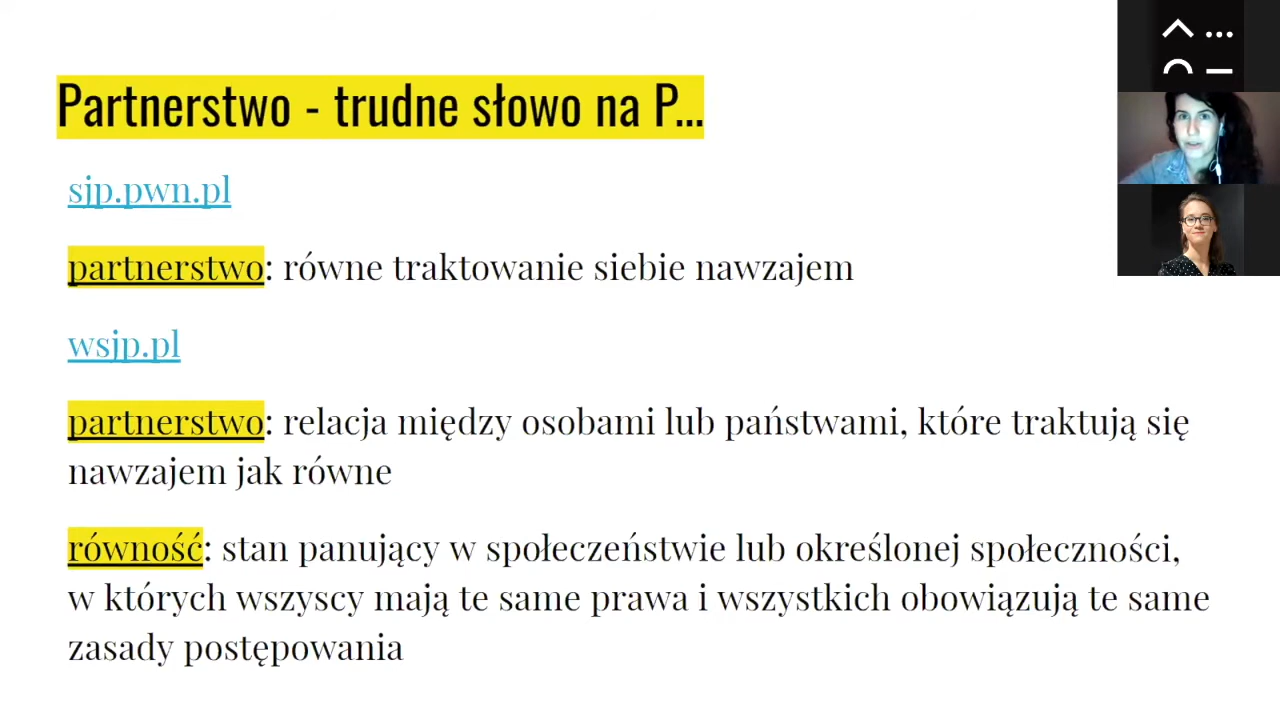 Partnerstwo - trudne słowo na P...
sjp.pwn.pl
partnerstwo: równe traktowanie siebie nawzajem
wsjp.pl
partnerstwo: relacja między osobami lub państwami, które traktują się
nawzajem jak równe
równość: stan panujący w społeczeństwie lub określonej społeczności,
w których wszyscy mają te same prawa i wszystkich obowiązują te same
zasady postępowania